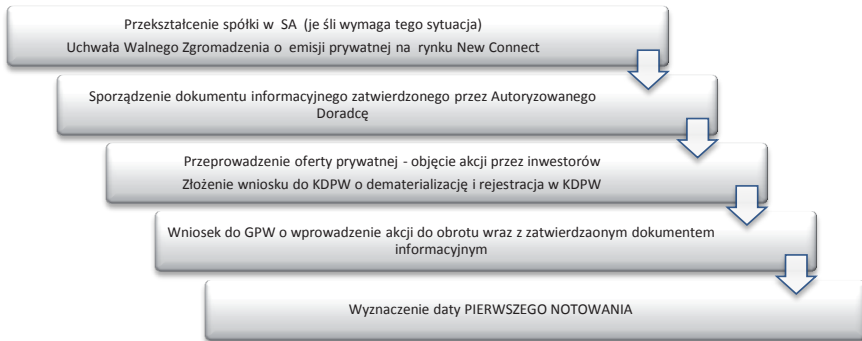 Przekształcenie spółki w SA (je śli wymaga tego sytuacja)
Uchwała Walnego Zgromadzenia o emisji prywatnej na rynku New Connect
Sporządzenie dokumentu informacyjnego zatwierdzonego przez Autoryzowanego
Doradcę
Przeprowadzenie oferty prywatnej - objęcie akcji przez inwestorów
Złożenie wniosku do KDPW o dematerializację i rejestracja w KDPW
Wniosek do GPW o wprowadzenie akcji do obrotu wraz z zatwierdzaonym dokumentem
informacyjnym
Wyznaczenie daty PIERWSZEGO NOTOWANIA